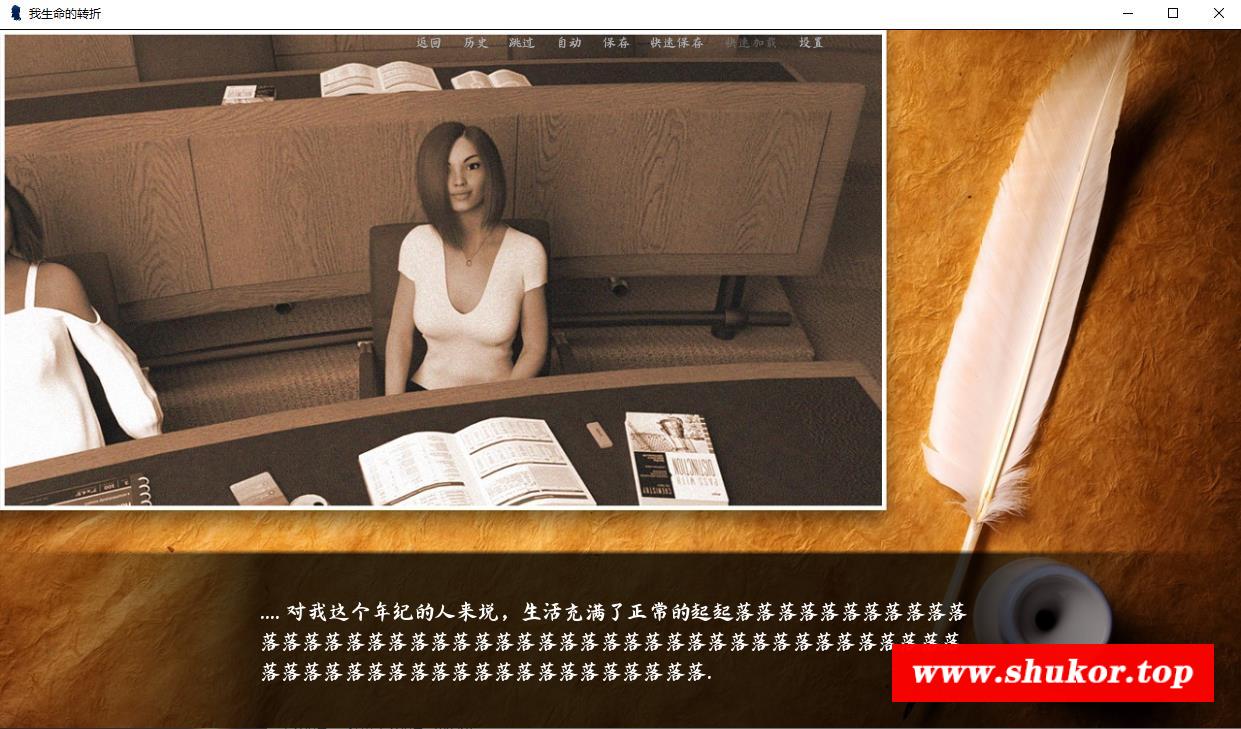 我生命的转折
返回 历史 跳过 自动 保存 快速保存 快速加载 设置
PASS WITH
DISTINCTION
CHEMISTRY
.... 对我这个年纪的人来说，生活充满了正常的起起落落落落落落落落落落落
落落落落落落落落落落落落落落落落落落落落落落落落落落落落落落落落落
落落落落落落落落落落落落落落落落落落落落落.
www.shukor.top